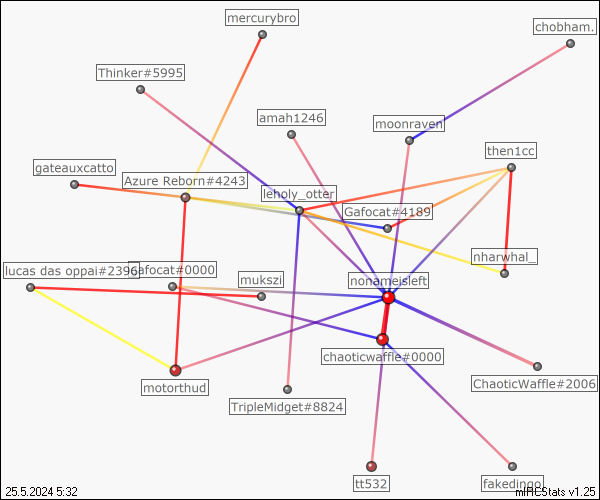 mercurybro
chobham.
Thinker#5995
amah1246
moonraven
then1cc
gateauxcatto
Azure Reborn#4243
leholy_otter
Gafocat#4189
nharwhal_
lucas das oppai#2396
Gafocat#0000
mukszi
nonameisleft
chaoticwaffle#0000
motorthud
TripleMidget#8824
ChaoticWaffle#2006
tt532
fakedingo
25.5.2024 5:32
mIRCStats v1.25